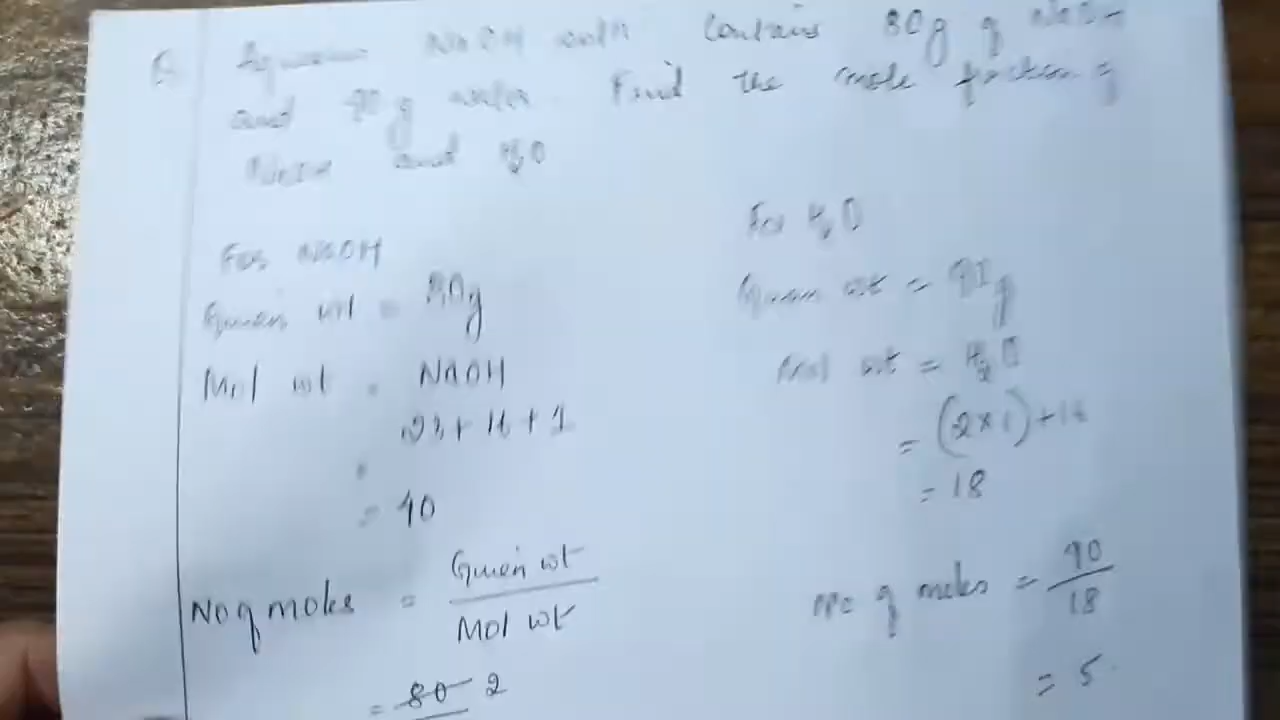 Q. Aqueous NaOH soln contains 80g of NaOH
and 90g water. Find the mole fraction of
NaOH and H2O
For NaOH
Given wt = 80g
Mol wt = NaOH
23+16+1
=
= 40
No of moles = Given wt
Mol wt
= 80 2
For H2O
Given wt = 90g
Mol wt = H2O
= (2×1)+16
= 18
No of moles = 90
18
= 5